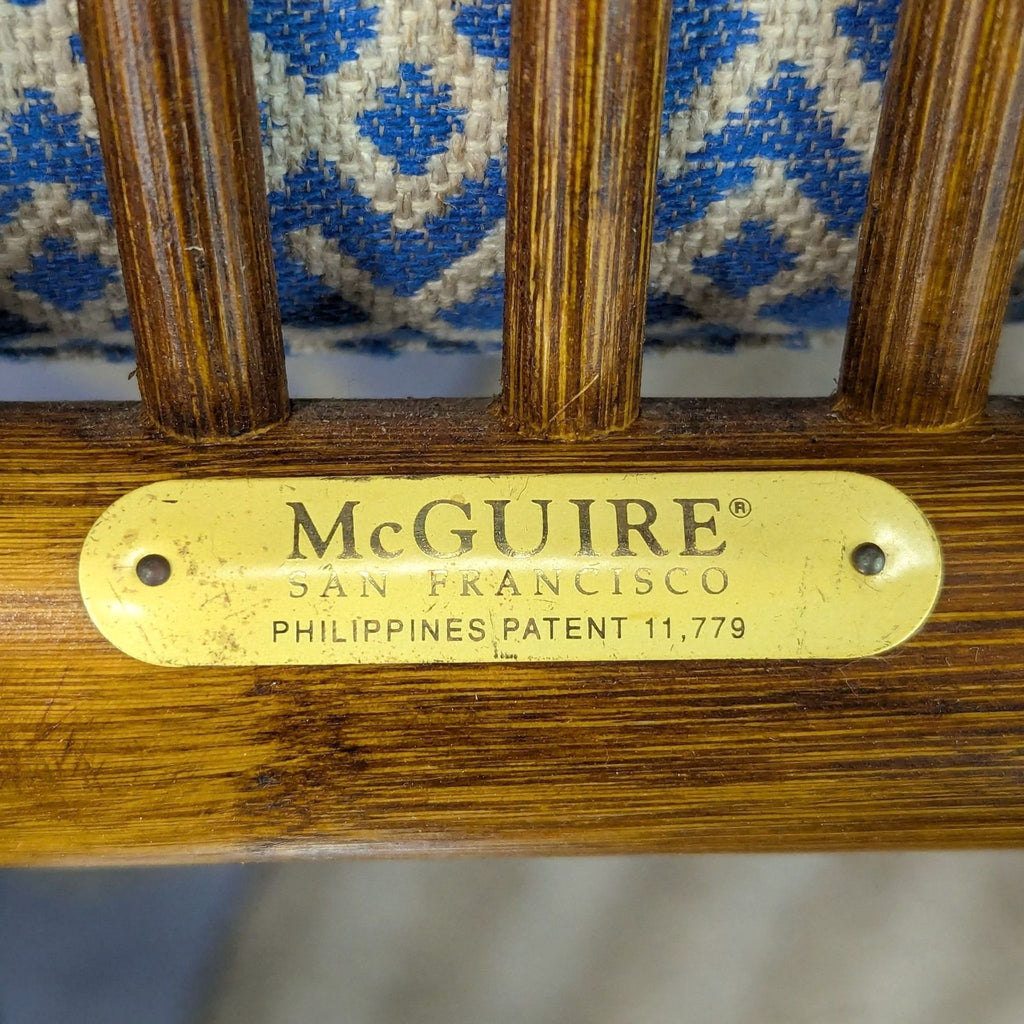 McGUIRE®
SAN FRANCISCO
PHILIPPINES PATENT 11,779